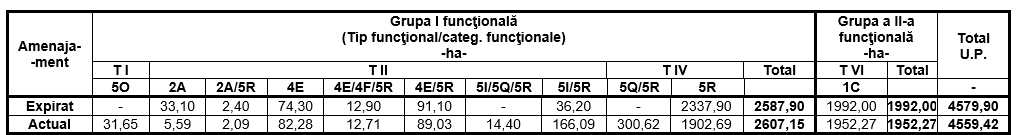 Amenaja-
-ment
Grupa I funcţională
(Tip funcţional/categ. funcţionale)
-ha-
Grupa a II-a
funcţională
-ha-
Total
U.P.
T I T II T IV Total T VI Total
5O 2A 2A/5R 4E 4E/4F/5R 4E/5R 5I/5Q/5R 5I/5R 5Q/5R 5R 1C -
Expirat - 33,10 2,40 74,30 12,90 91,10 - 36,20 - 2337,90 2587,90 1992,00 1992,00 4579,90
Actual 31,65 5,59 2,09 82,28 12,71 89,03 14,40 166,09 300,62 1902,69 2607,15 1952,27 1952,27 4559,42